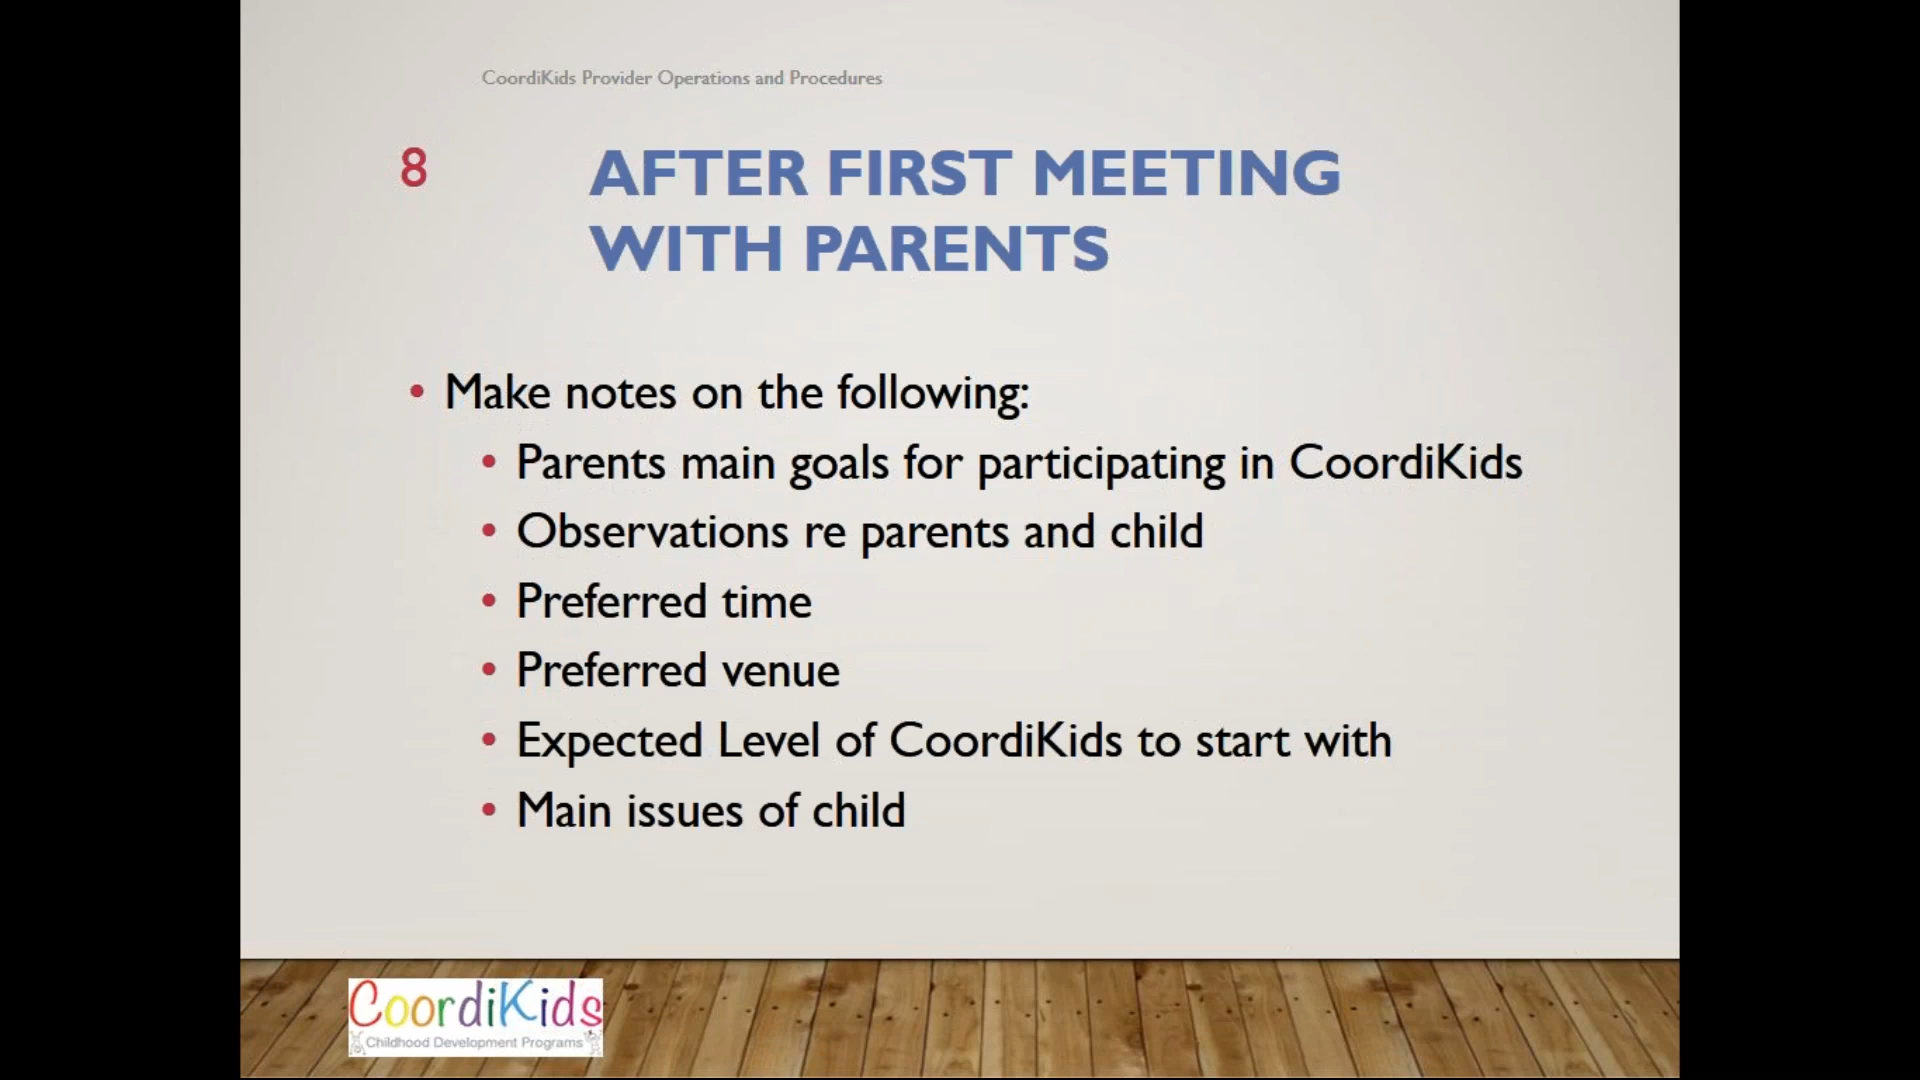 CoordiKids Provider Operations and Procedures
8
AFTER FIRST MEETING
WITH PARENTS
• Make notes on the following:
• Parents main goals for participating in CoordiKids
• Observations re parents and child
• Preferred time
• Preferred venue
• Expected Level of CoordiKids to start with
• Main issues of child
CoordiKids
Childhood Development Programs